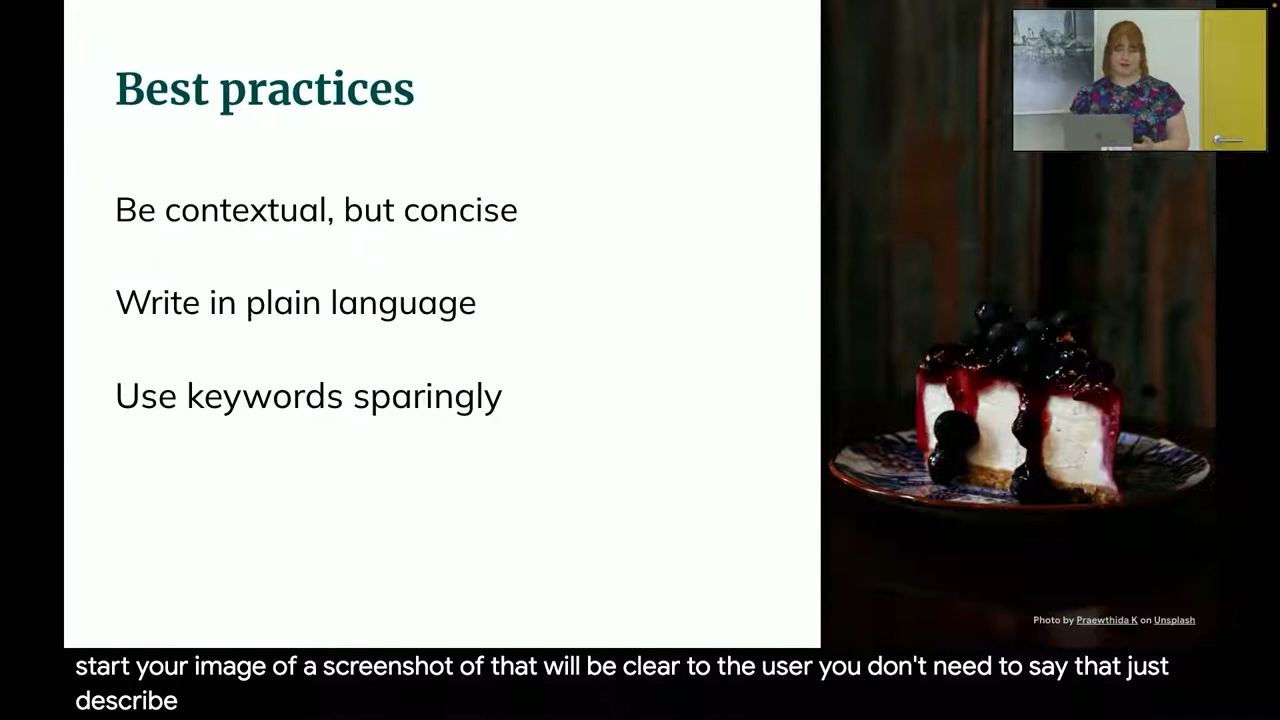 Best practices
Be contextual, but concise
Write in plain language
Use keywords sparingly
Photo by Praewthida K on Unsplash
start your image of a screenshot of that will be clear to the user you don't need to say that just
describe